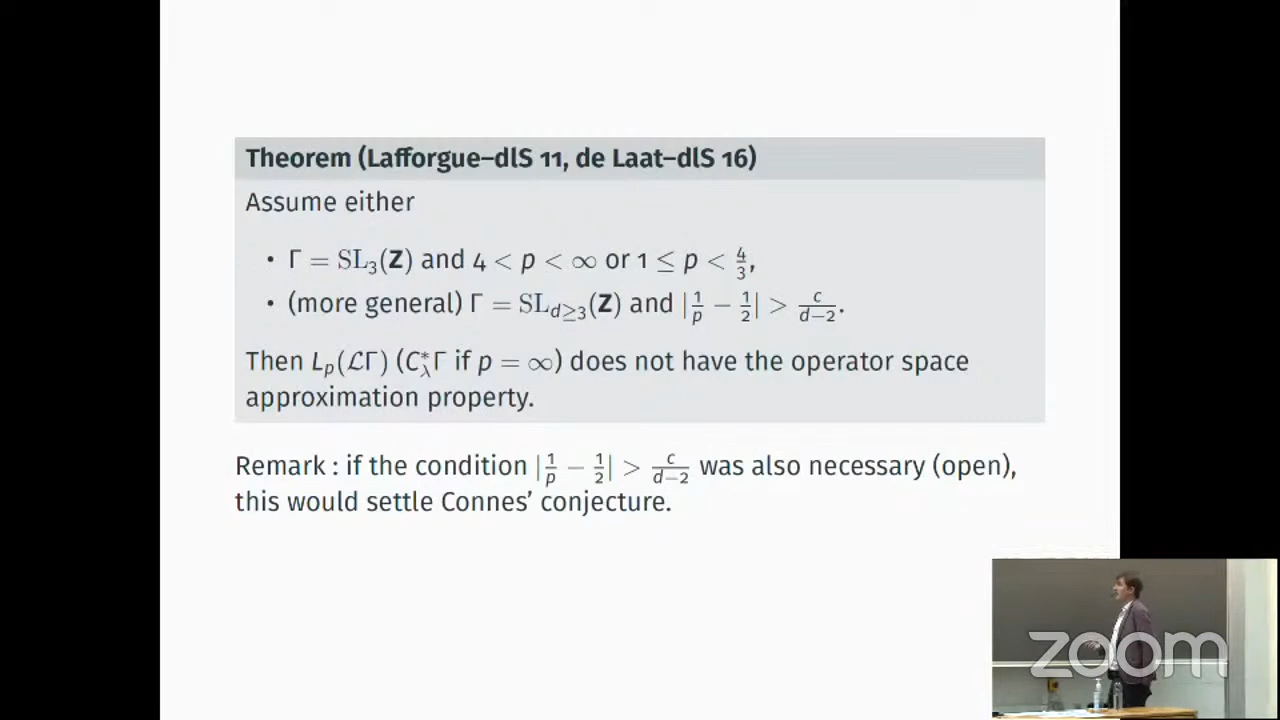 Theorem (Lafforgue–dlS 11, de Laat–dlS 16)
Assume either
• Γ = SL₃(Z) and 4 < p < ∞ or 1 ≤ p < 4/3,
• (more general) Γ = SL_{d≥3}(Z) and |1/p − 1/2| > c/(d−2).
Then Lₚ(ℒΓ) (C*_λΓ if p = ∞) does not have the operator space
approximation property.
Remark : if the condition |1/p − 1/2| > c/(d−2) was also necessary (open),
this would settle Connes' conjecture.
zoom